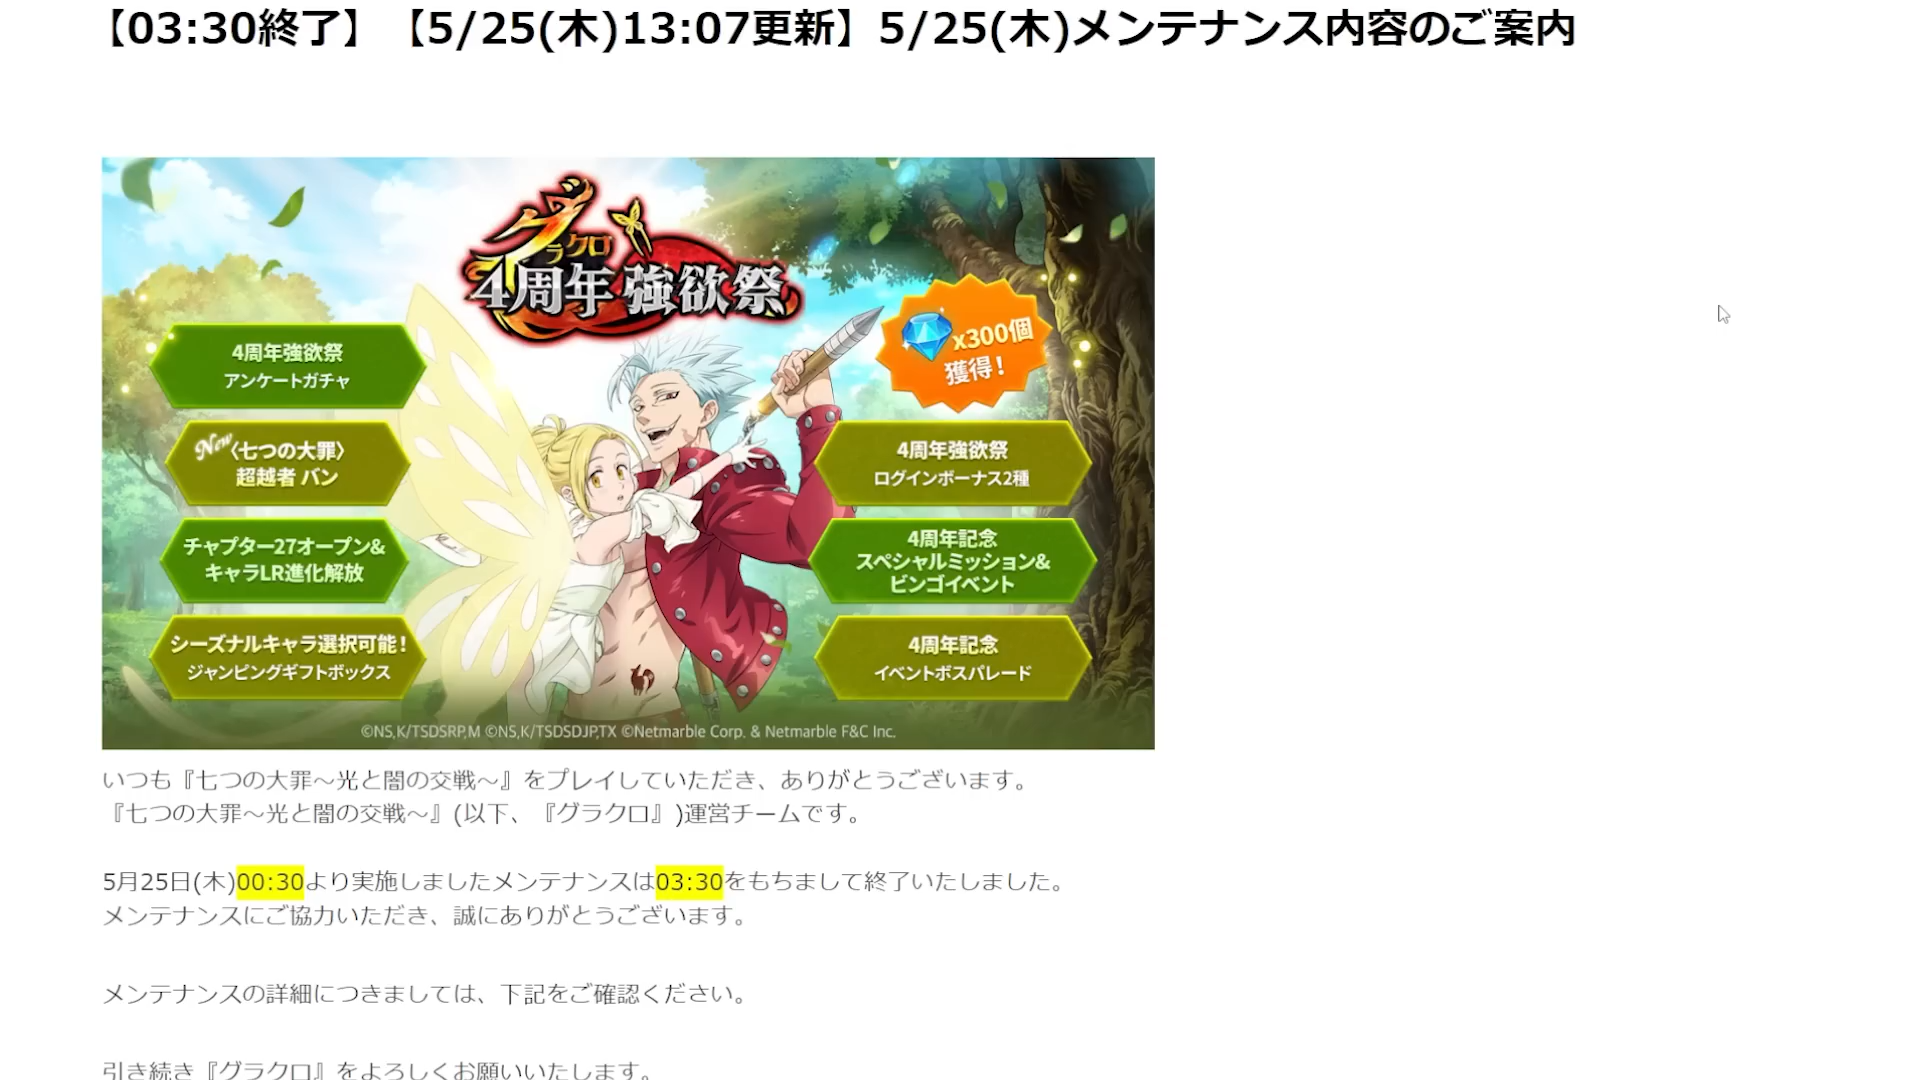 【03:30終了】【5/25(木)13:07更新】5/25(木)メンテナンス内容のご案内
グラクロ
4周年強欲祭
x300個
獲得!
4周年強欲祭
アンケートガチャ
New〈七つの大罪〉
超越者 バン
チャプター27オープン&
キャラLR進化解放
シーズナルキャラ選択可能!
ジャンピングギフトボックス
4周年強欲祭
ログインボーナス2種
4周年記念
スペシャルミッション&
ビンゴイベント
4周年記念
イベントボスパレード
©NS,K/TSDSRP,M ©NS,K/TSDSDJP,TX ©Netmarble Corp. & Netmarble F&C Inc.
いつも『七つの大罪～光と闇の交戦～』をプレイしていただき、ありがとうございます。
『七つの大罪～光と闇の交戦～』(以下、『グラクロ』)運営チームです。
5月25日(木)00:30より実施しましたメンテナンスは03:30をもちまして終了いたしました。
メンテナンスにご協力いただき、誠にありがとうございます。
メンテナンスの詳細につきましては、下記をご確認ください。
引き続き『グラクロ』をよろしくお願いいたします。